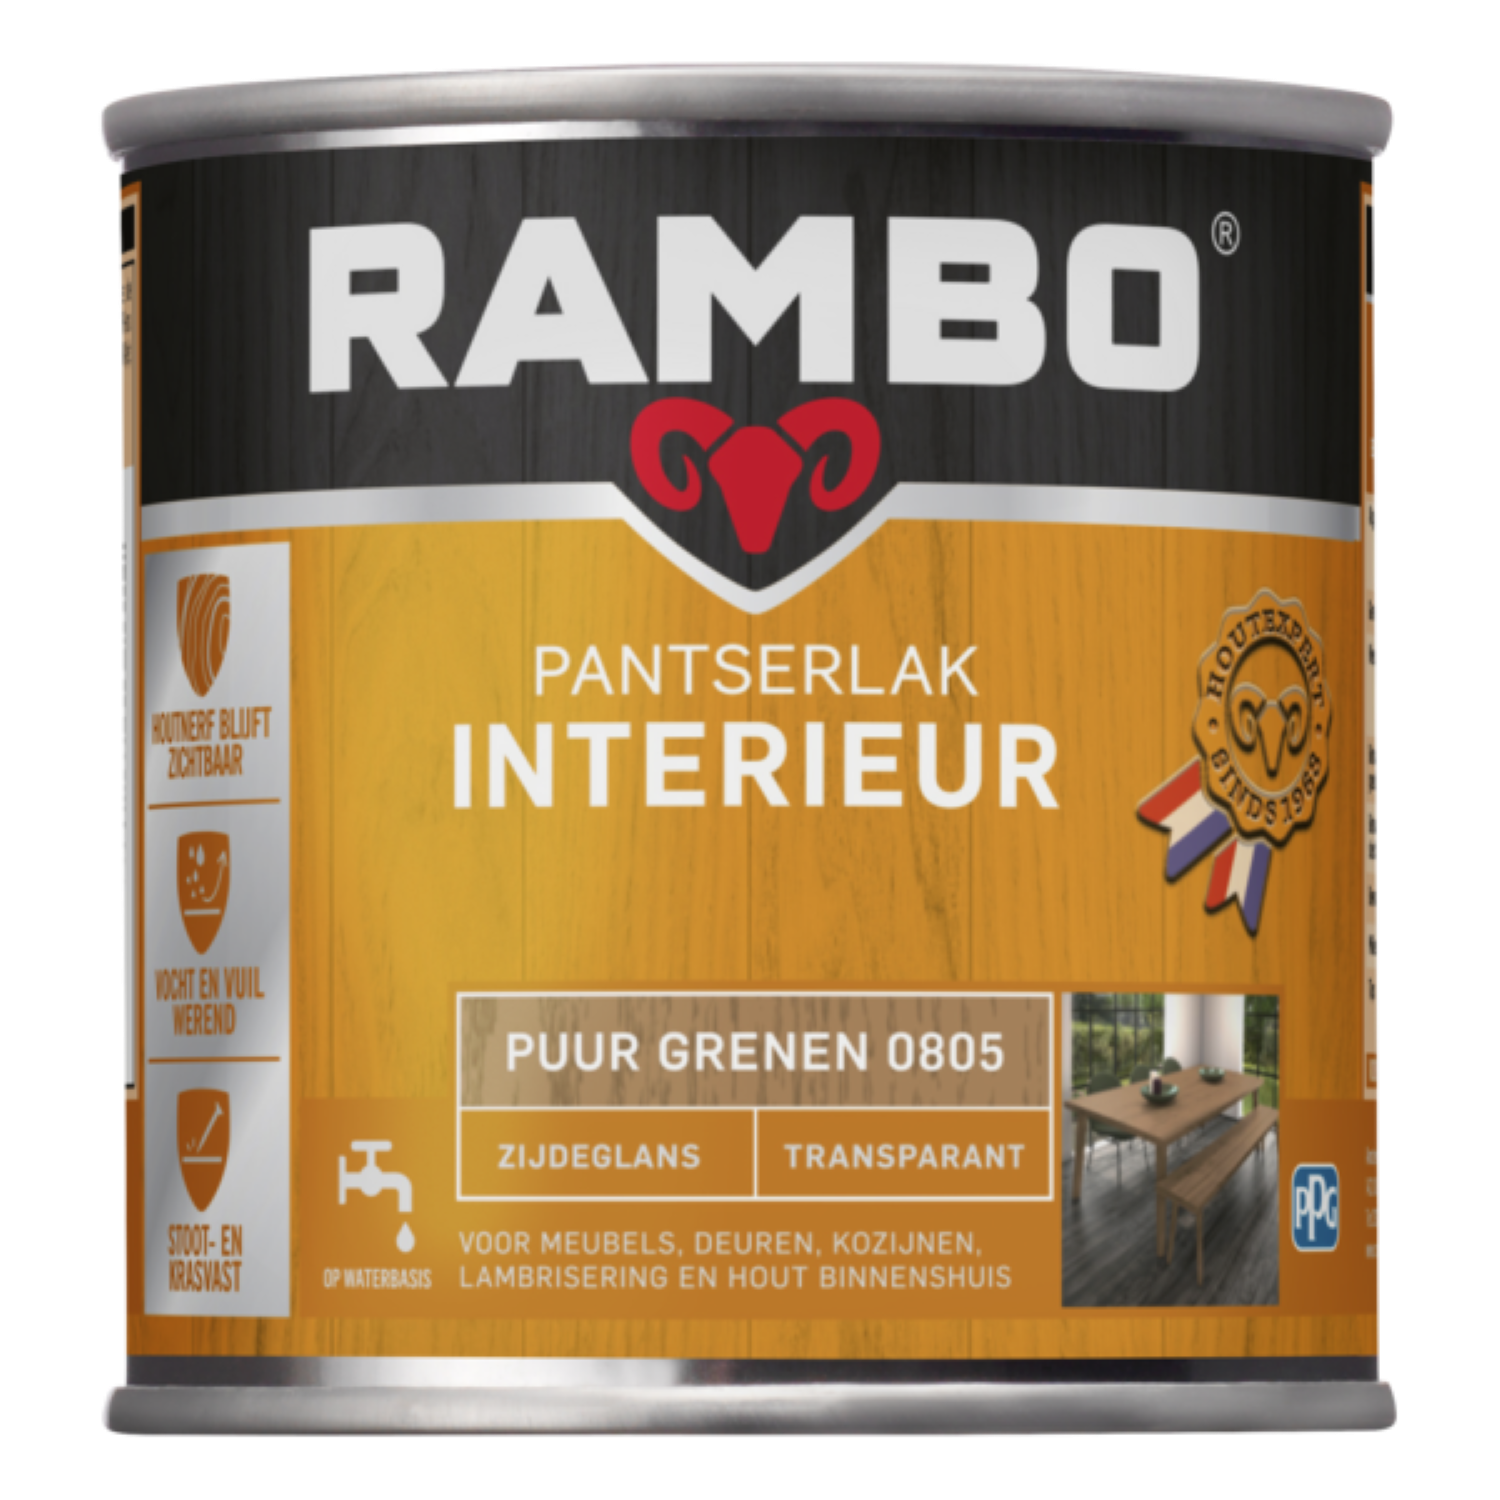 RAMBO®
PANTSERLAK
INTERIEUR
HOUTEXPERT
SINDS 1963
HOUTNERF BLIJFT
ZICHTBAAR
VOCHT EN VUIL
WEREND
STOOT- EN
KRASVAST
PUUR GRENEN 0805
ZIJDEGLANS
TRANSPARANT
OP WATERBASIS
VOOR MEUBELS, DEUREN, KOZIJNEN,
LAMBRISERING EN HOUT BINNENSHUIS
PPG